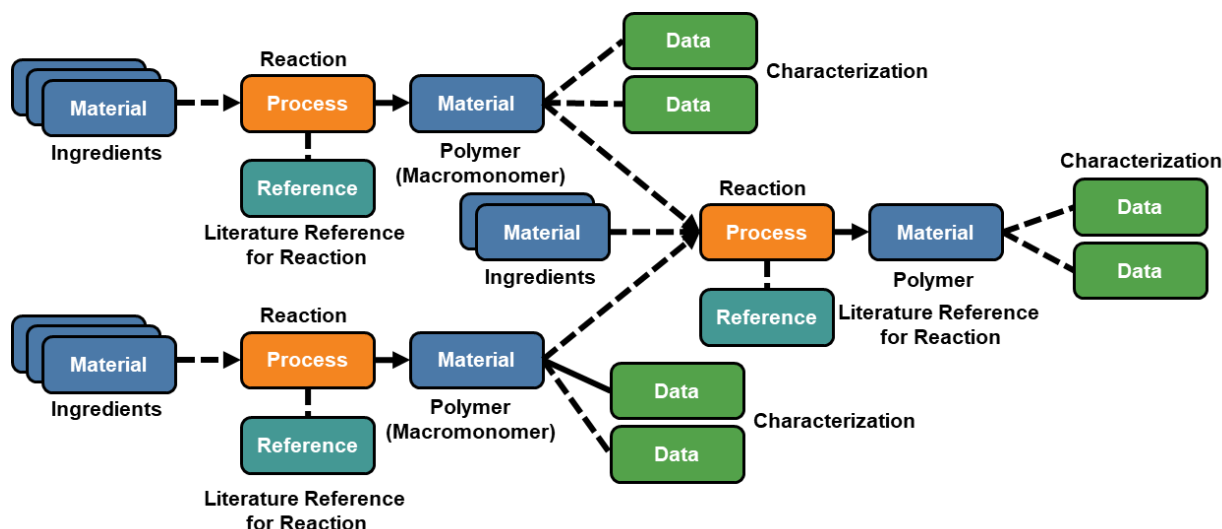 Data
Reaction
Characterization
Data
Material
Process
Material
Ingredients
Polymer
(Macromonomer)
Reference
Literature Reference
for Reaction
Material
Ingredients
Reaction
Process
Material
Polymer
Reference
Literature Reference
for Reaction
Characterization
Data
Data
Reaction
Material
Process
Material
Ingredients
Polymer
(Macromonomer)
Reference
Literature Reference
for Reaction
Data
Characterization
Data